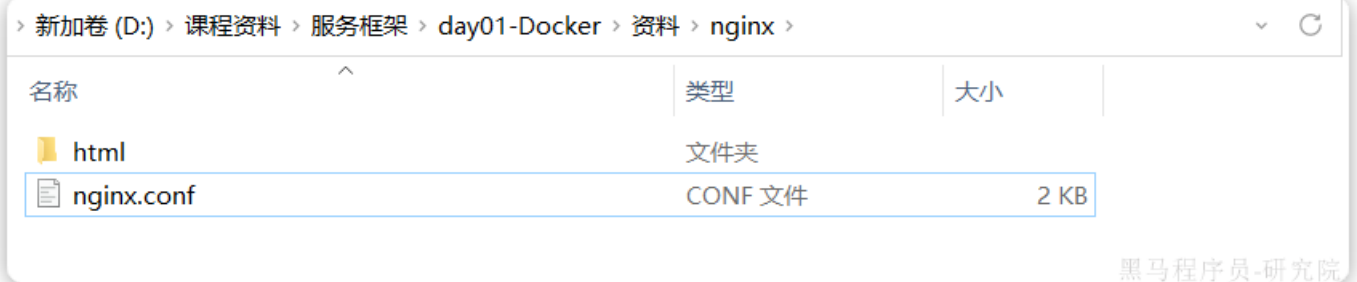 新加卷 (D:) › 课程资料 › 服务框架 › day01-Docker › 资料 › nginx ›
名称 类型 大小
html 文件夹
nginx.conf CONF 文件 2 KB
黑马程序员-研究院